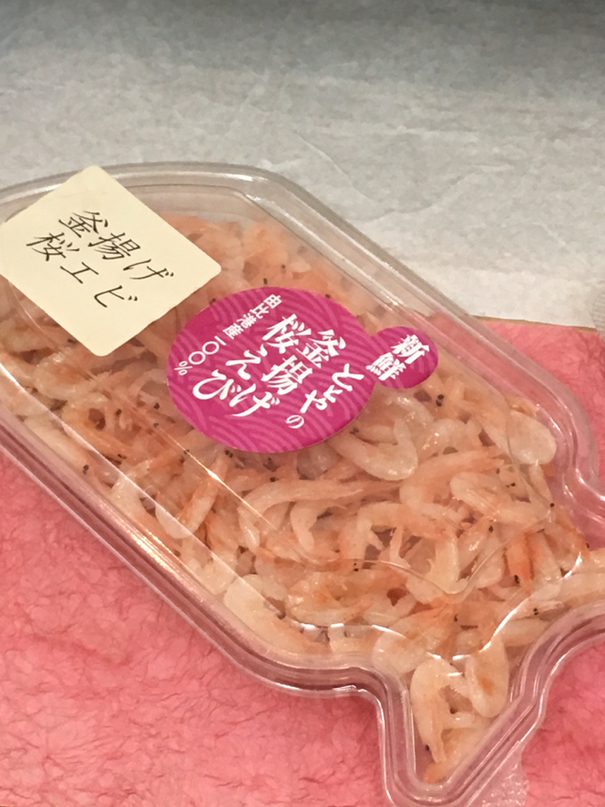 釜揚げ
桜エビ
新鮮
とと屋の
釜揚げ
桜えび
由比港産一〇〇%